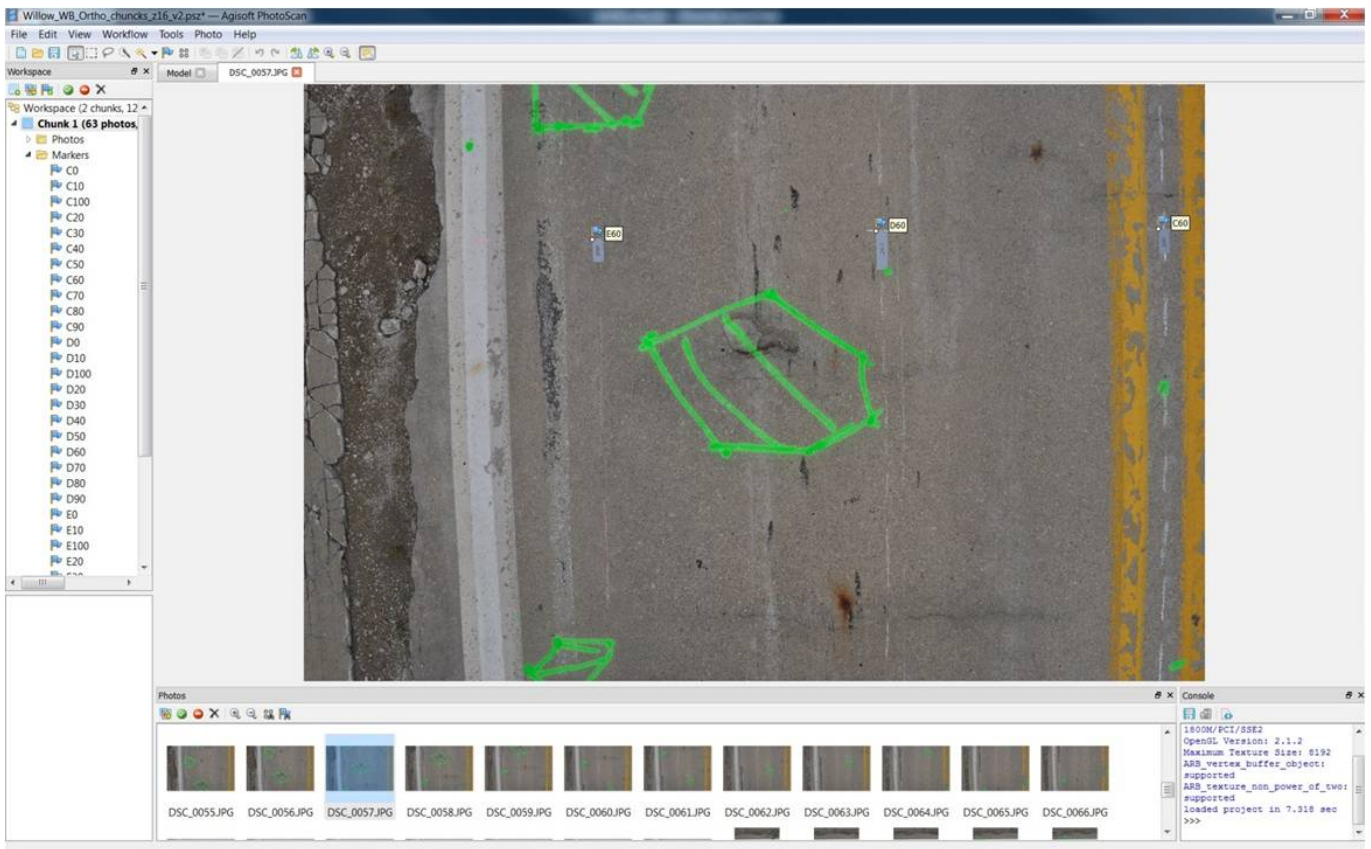 Willow_WB_Ortho_chuncks_z16_v2.psz* — Agisoft PhotoScan
File Edit View Workflow Tools Photo Help
Workspace
Model
DSC_0057.JPG
Workspace (2 chunks, 12
Chunk 1 (63 photos,
Photos
Markers
C0
C10
C100
C20
C30
C40
C50
C60
C70
C80
C90
D0
D10
D100
D20
D30
D40
D50
D60
D70
D80
D90
E0
E10
E100
E20
E60
D60
C60
Photos
DSC_0055.JPG DSC_0056.JPG DSC_0057.JPG DSC_0058.JPG DSC_0059.JPG DSC_0060.JPG DSC_0061.JPG DSC_0062.JPG DSC_0063.JPG DSC_0064.JPG DSC_0065.JPG DSC_0066.JPG
Console
1800M/PCI/SSE2
OpenGL Version: 2.1.2
Maximum Texture Size: 8192
ARB_vertex_buffer_object:
supported
ARB_texture_non_power_of_two:
supported
loaded project in 7.318 sec
>>>